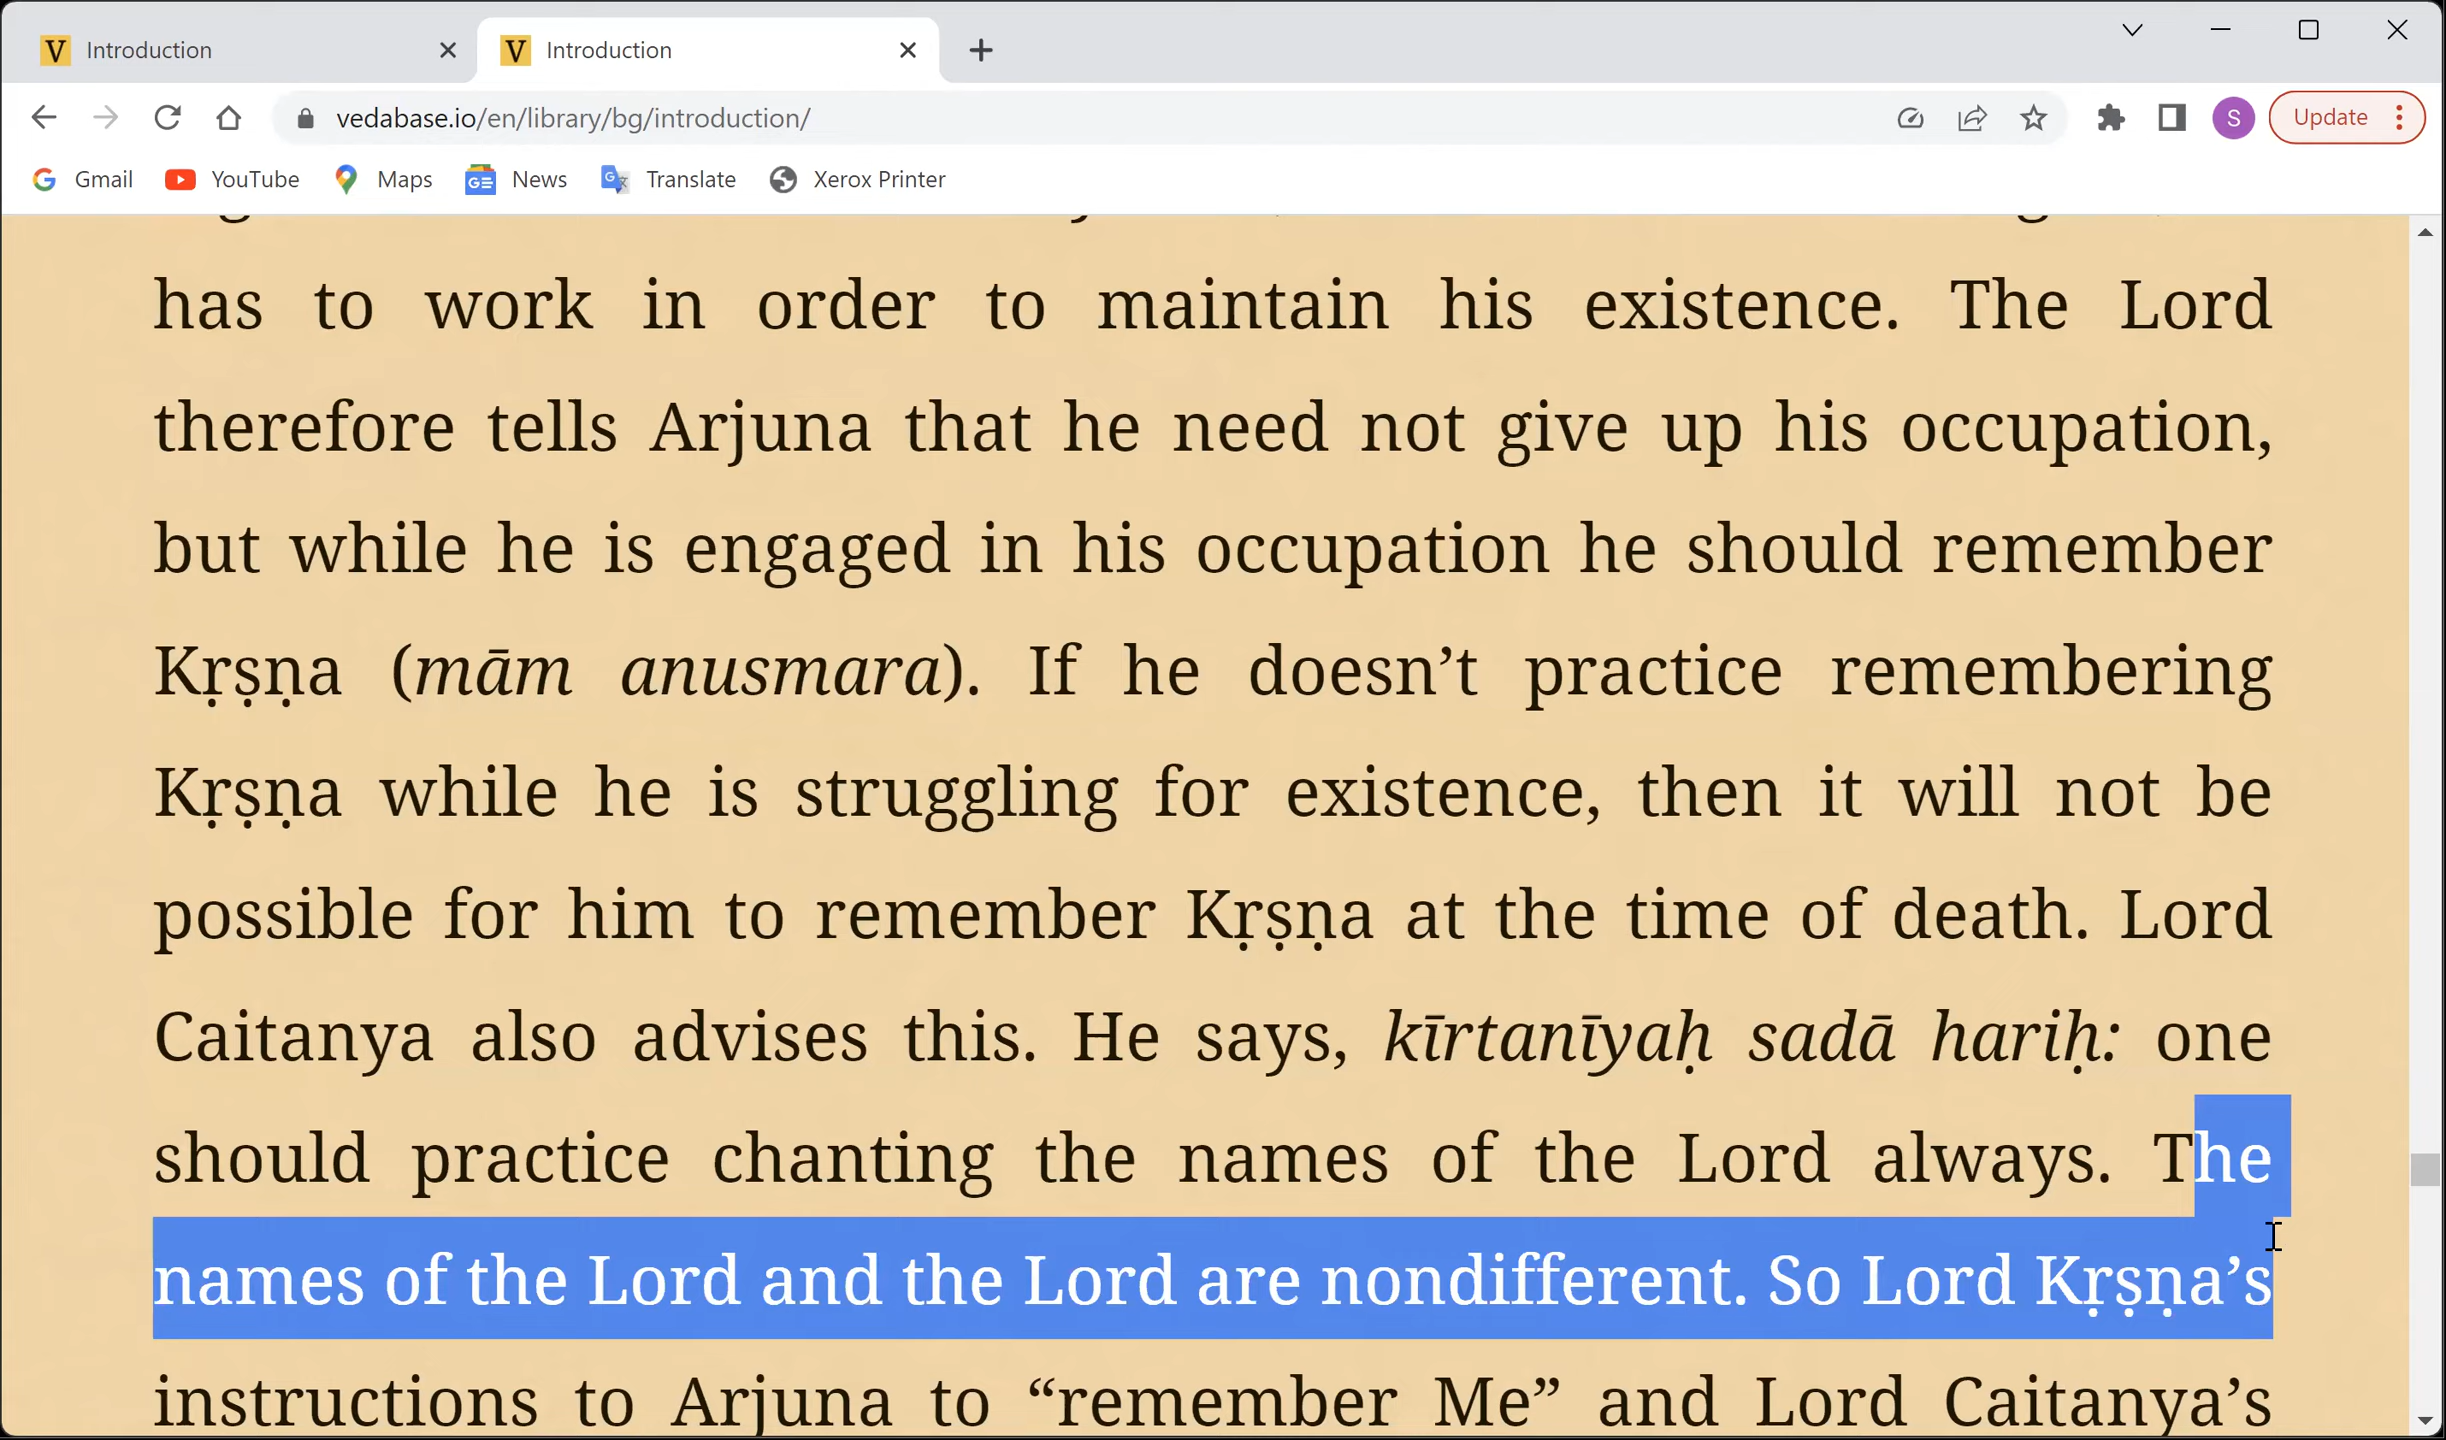 Introduction
Introduction
vedabase.io/en/library/bg/introduction/
S
Update
Gmail
YouTube
Maps
News
Translate
Xerox Printer
has to work in order to maintain his existence. The Lord
therefore tells Arjuna that he need not give up his occupation,
but while he is engaged in his occupation he should remember
Kṛṣṇa (mām anusmara). If he doesn’t practice remembering
Kṛṣṇa while he is struggling for existence, then it will not be
possible for him to remember Kṛṣṇa at the time of death. Lord
Caitanya also advises this. He says, kīrtanīyaḥ sadā hariḥ: one
should practice chanting the names of the Lord always. The
names of the Lord and the Lord are nondifferent. So Lord Kṛṣṇa’s
instructions to Arjuna to “remember Me” and Lord Caitanya’s